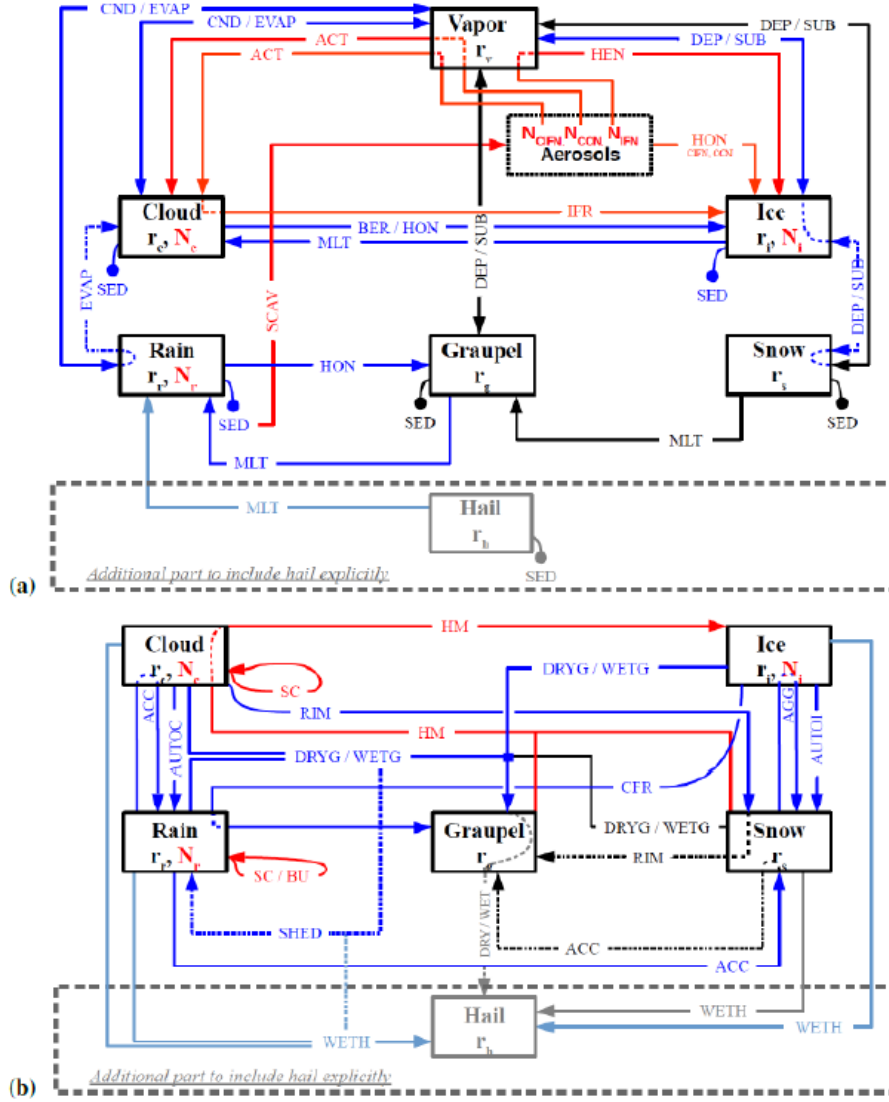 CND / EVAP
CND / EVAP
Vapor
r_v
DEP / SUB
ACT
HEN
DEP / SUB
ACT
N_CIFN, N_CCN, N_IFN
Aerosols
HON
CIFN, CCN
Cloud
r_c, N_c
IFR
BER / HON
MLT
Ice
r_i, N_i
SED
EVAP
SCAV
DEP / SUB
SED
DEP / SUB
Rain
r_r, N_r
HON
Graupel
r_g
Snow
r_s
SED
SED
SED
MLT
MLT
MLT
Hail
r_h
SED
Additional part to include hail explicitly
(a)
Cloud
r_c, N_c
HM
Ice
r_i, N_i
SC
DRYG / WETG
ACC
RIM
AGG
AUTOC
HM
AUTOI
DRYG / WETG
CFR
Rain
r_r, N_r
Graupel
r_g
DRYG / WETG
Snow
r_s
RIM
SC / BU
SHED
DRY / WET
ACC
ACC
Hail
r_h
WETH
WETH
WETH
Additional part to include hail explicitly
(b)